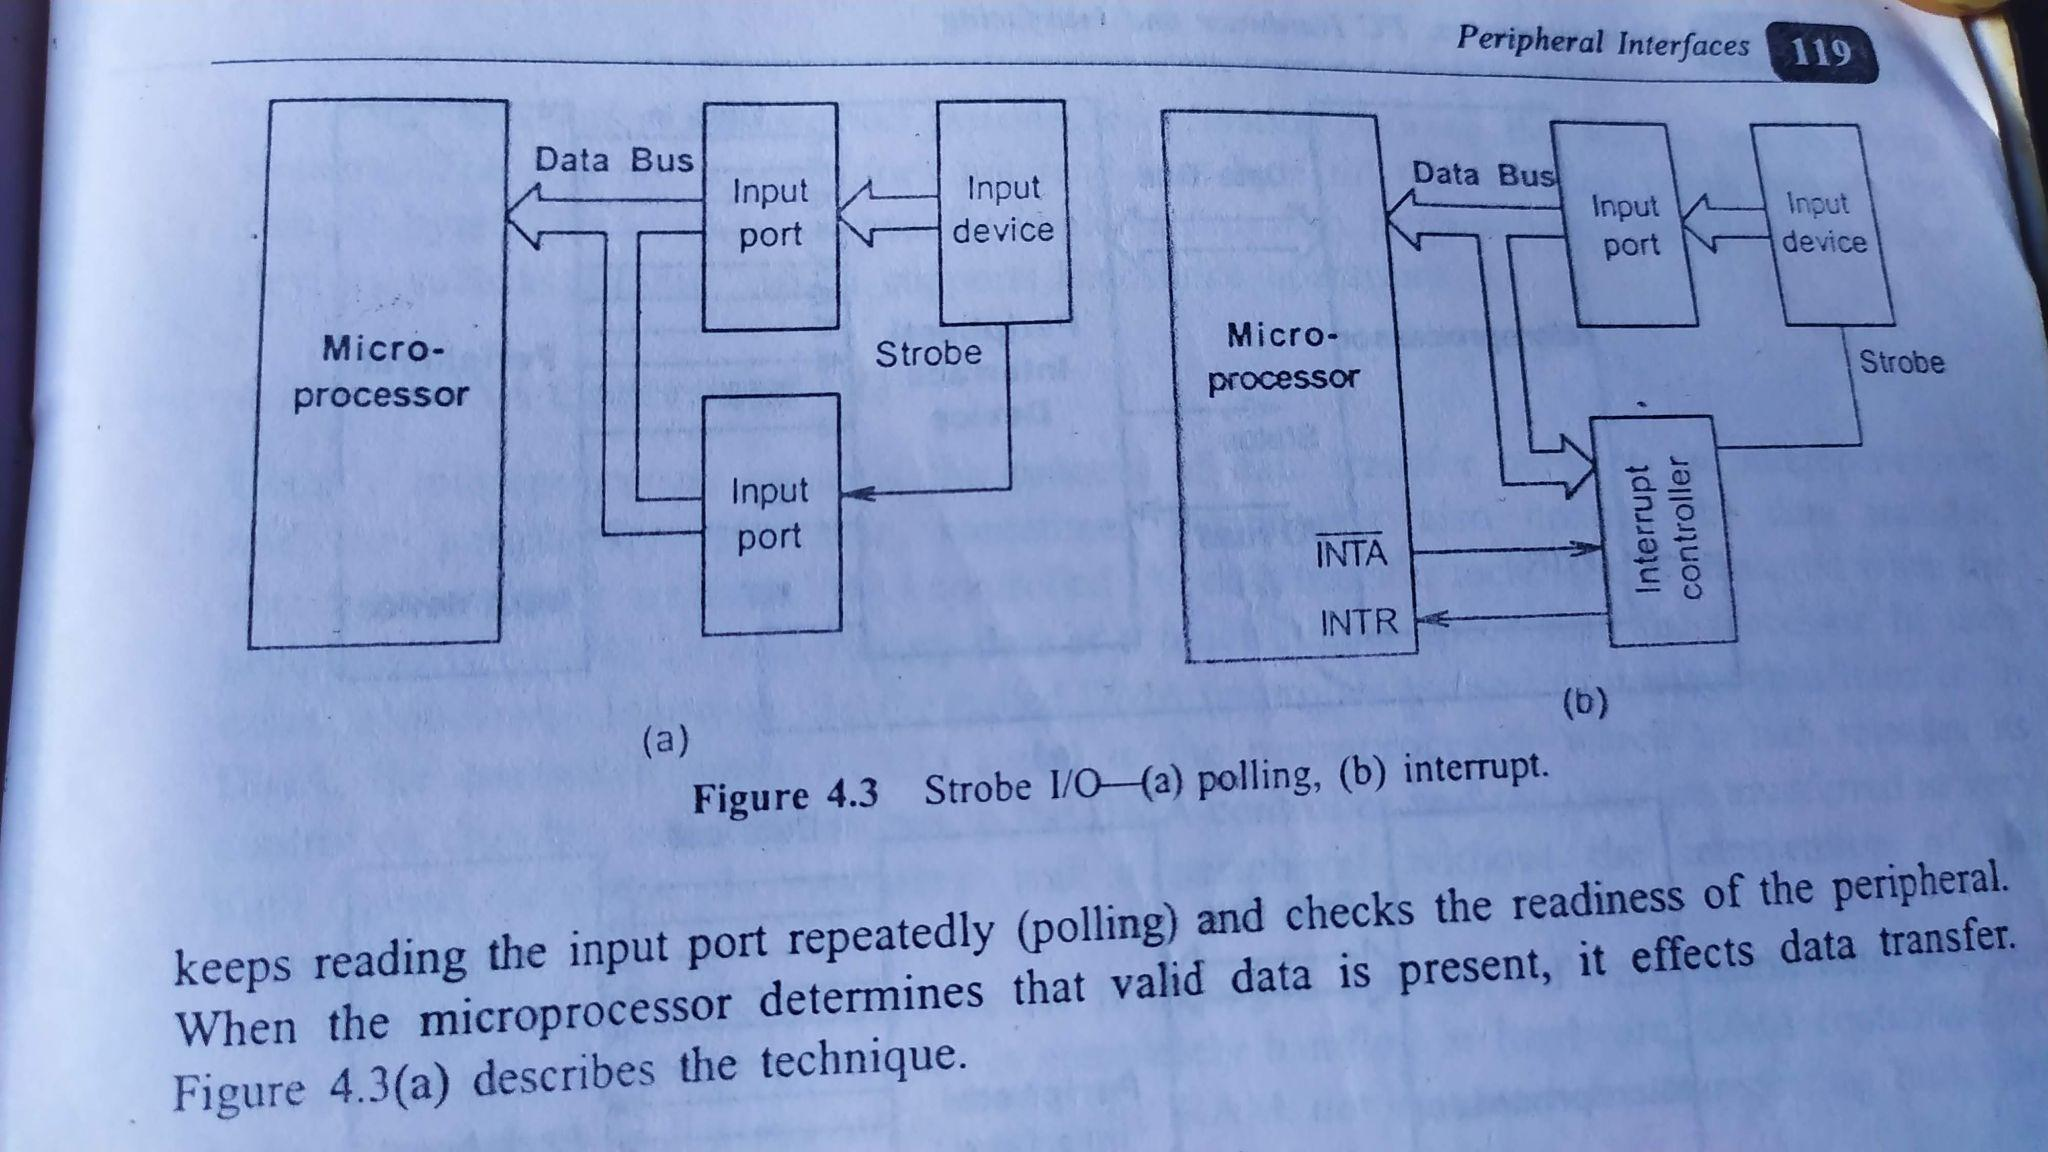 Peripheral Interfaces 119
Data Bus
Input
port
Input
device
Micro-
processor
Strobe
Input
port
(a)
Data Bus
Input
port
Input
device
Micro-
processor
Strobe
Interrupt
controller
INTA
INTR
(b)
Figure 4.3 Strobe I/O—(a) polling, (b) interrupt.
keeps reading the input port repeatedly (polling) and checks the readiness of the peripheral.
When the microprocessor determines that valid data is present, it effects data transfer.
Figure 4.3(a) describes the technique.